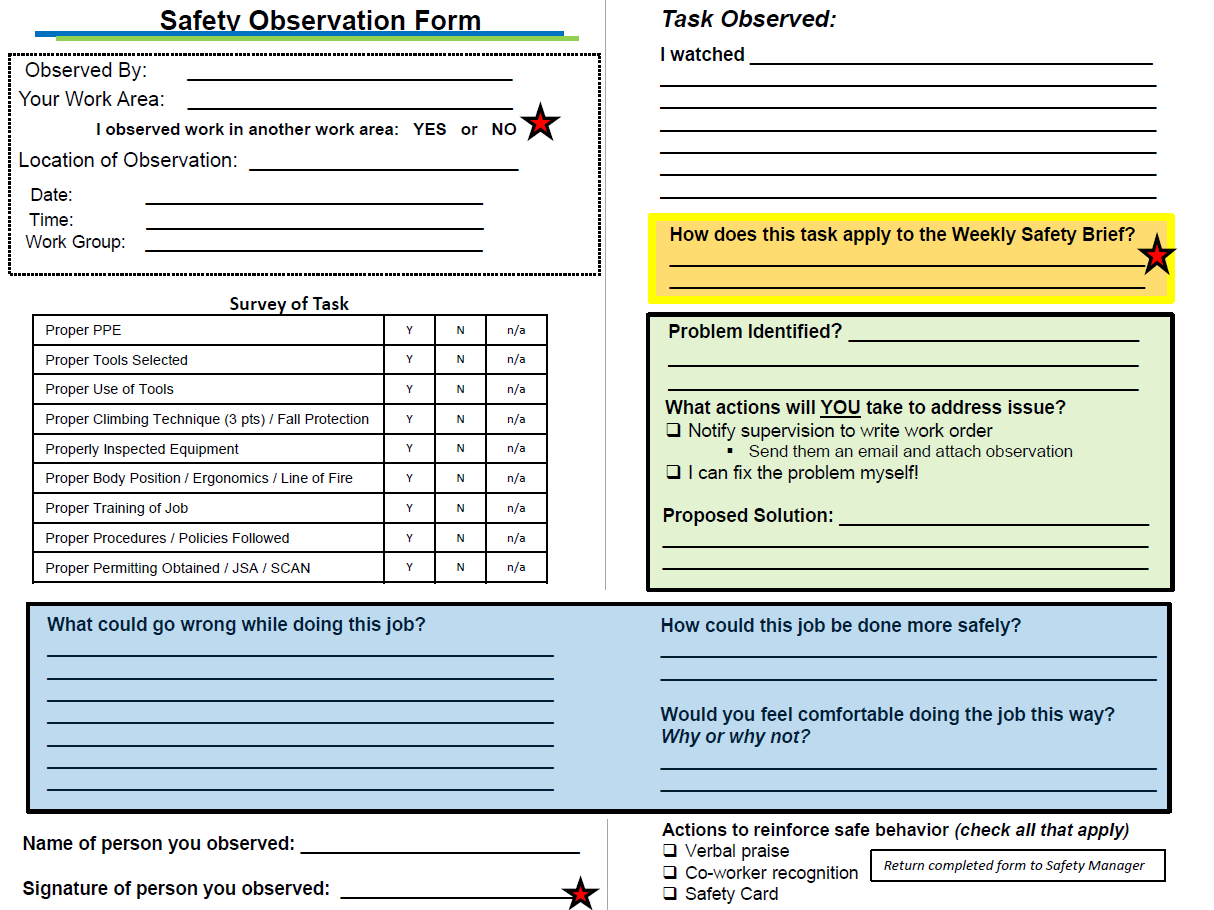 Safety Observation Form
Observed By:
Your Work Area:
I observed work in another work area: YES or NO
Location of Observation:
Date:
Time:
Work Group:
Survey of Task
Proper PPE Y N n/a
Proper Tools Selected Y N n/a
Proper Use of Tools Y N n/a
Proper Climbing Technique (3 pts) / Fall Protection Y N n/a
Properly Inspected Equipment Y N n/a
Proper Body Position / Ergonomics / Line of Fire Y N n/a
Proper Training of Job Y N n/a
Proper Procedures / Policies Followed Y N n/a
Proper Permitting Obtained / JSA / SCAN Y N n/a
Task Observed:
I watched
How does this task apply to the Weekly Safety Brief?
Problem Identified?
What actions will YOU take to address issue?
Notify supervision to write work order
Send them an email and attach observation
I can fix the problem myself!
Proposed Solution:
What could go wrong while doing this job?
How could this job be done more safely?
Would you feel comfortable doing the job this way?
Why or why not?
Name of person you observed:
Signature of person you observed:
Actions to reinforce safe behavior (check all that apply)
Verbal praise
Co-worker recognition
Safety Card
Return completed form to Safety Manager